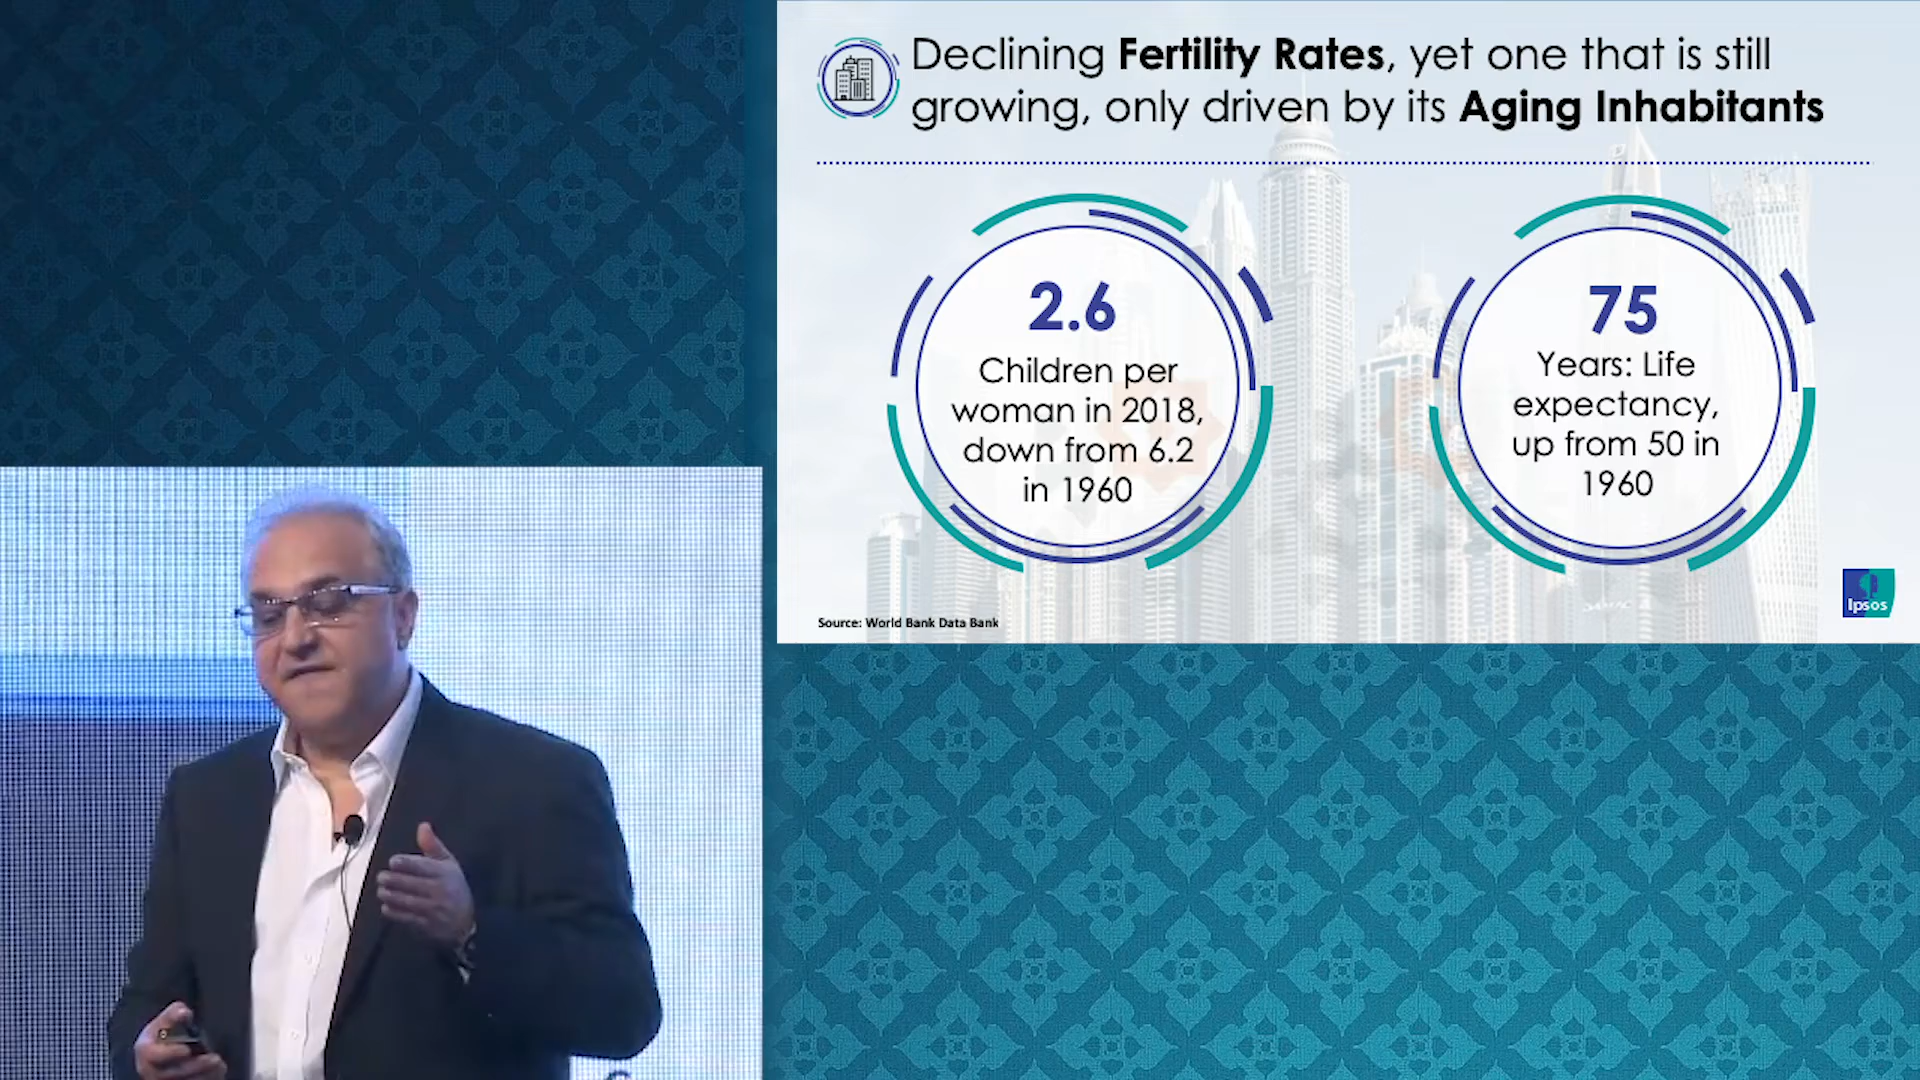 Declining Fertility Rates, yet one that is still
growing, only driven by its Aging Inhabitants
2.6
Children per
woman in 2018,
down from 6.2
in 1960
75
Years: Life
expectancy,
up from 50 in
1960
Source: World Bank Data Bank
Ipsos